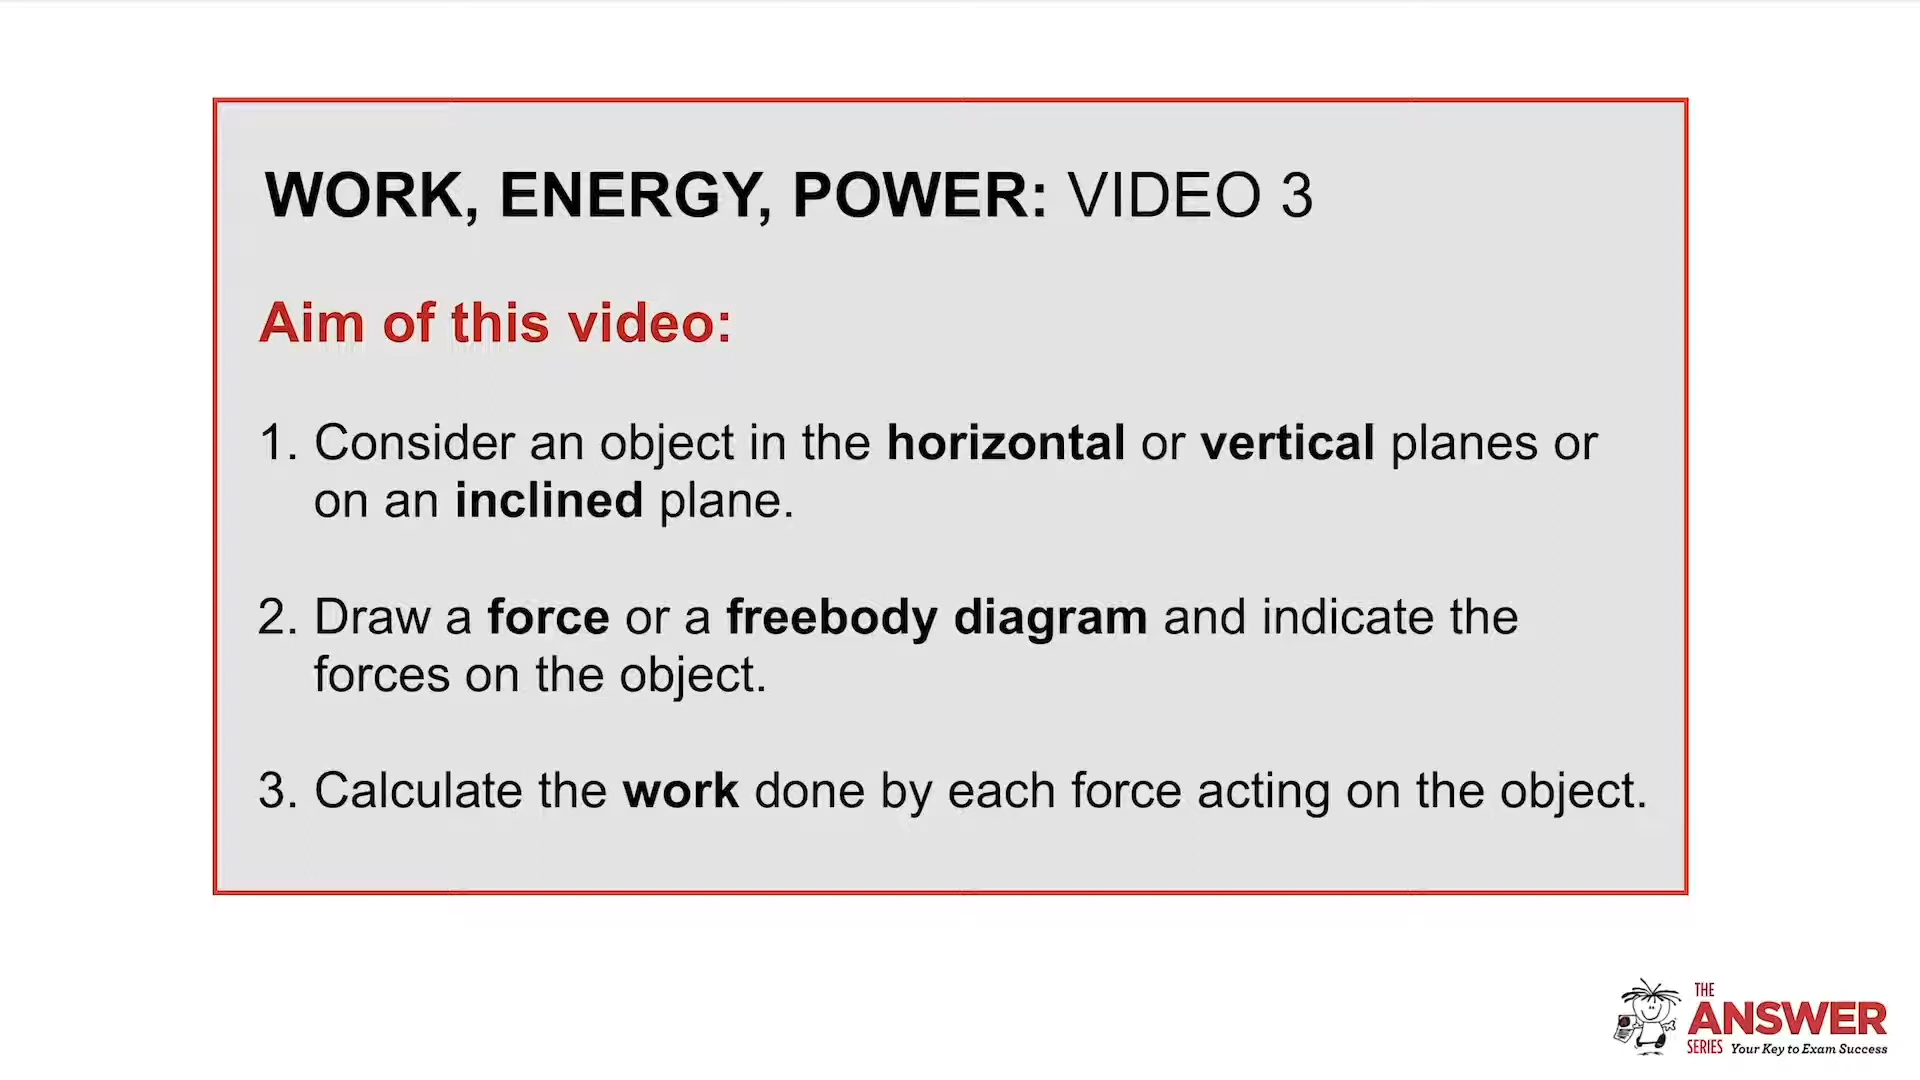 WORK, ENERGY, POWER: VIDEO 3
Aim of this video:
1. Consider an object in the horizontal or vertical planes or
on an inclined plane.
2. Draw a force or a freebody diagram and indicate the
forces on the object.
3. Calculate the work done by each force acting on the object.
THE
ANSWER
SERIES Your Key to Exam Success